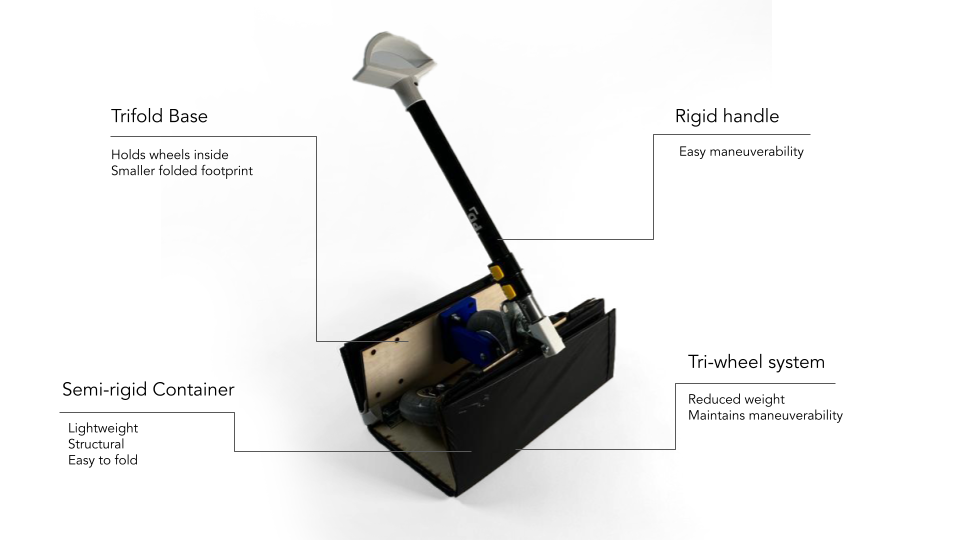 Trifold Base
Holds wheels inside
Smaller folded footprint
Rigid handle
Easy maneuverability
Semi-rigid Container
Lightweight
Structural
Easy to fold
Tri-wheel system
Reduced weight
Maintains maneuverability